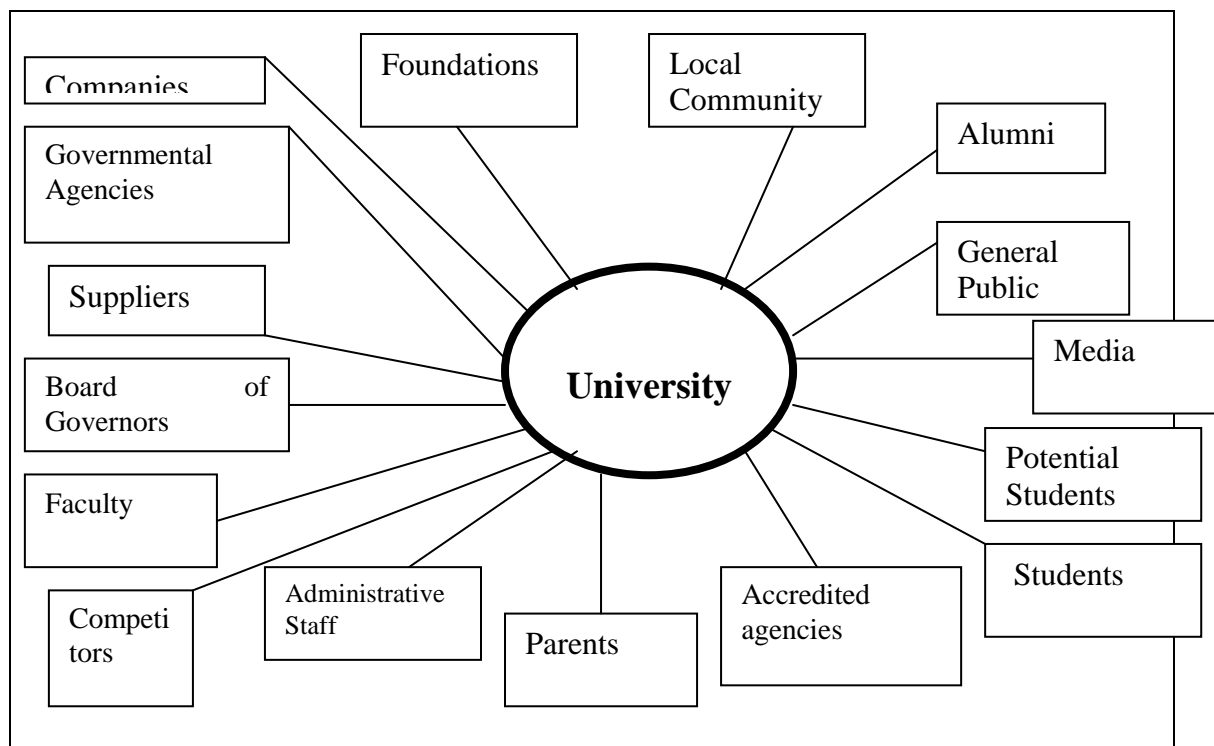 Companies
Foundations
Local
Community
Alumni
Governmental
Agencies
General
Public
Suppliers
Media
University
Board of
Governors
Potential
Students
Faculty
Students
Administrative
Staff
Accredited
agencies
Competi
tors
Parents